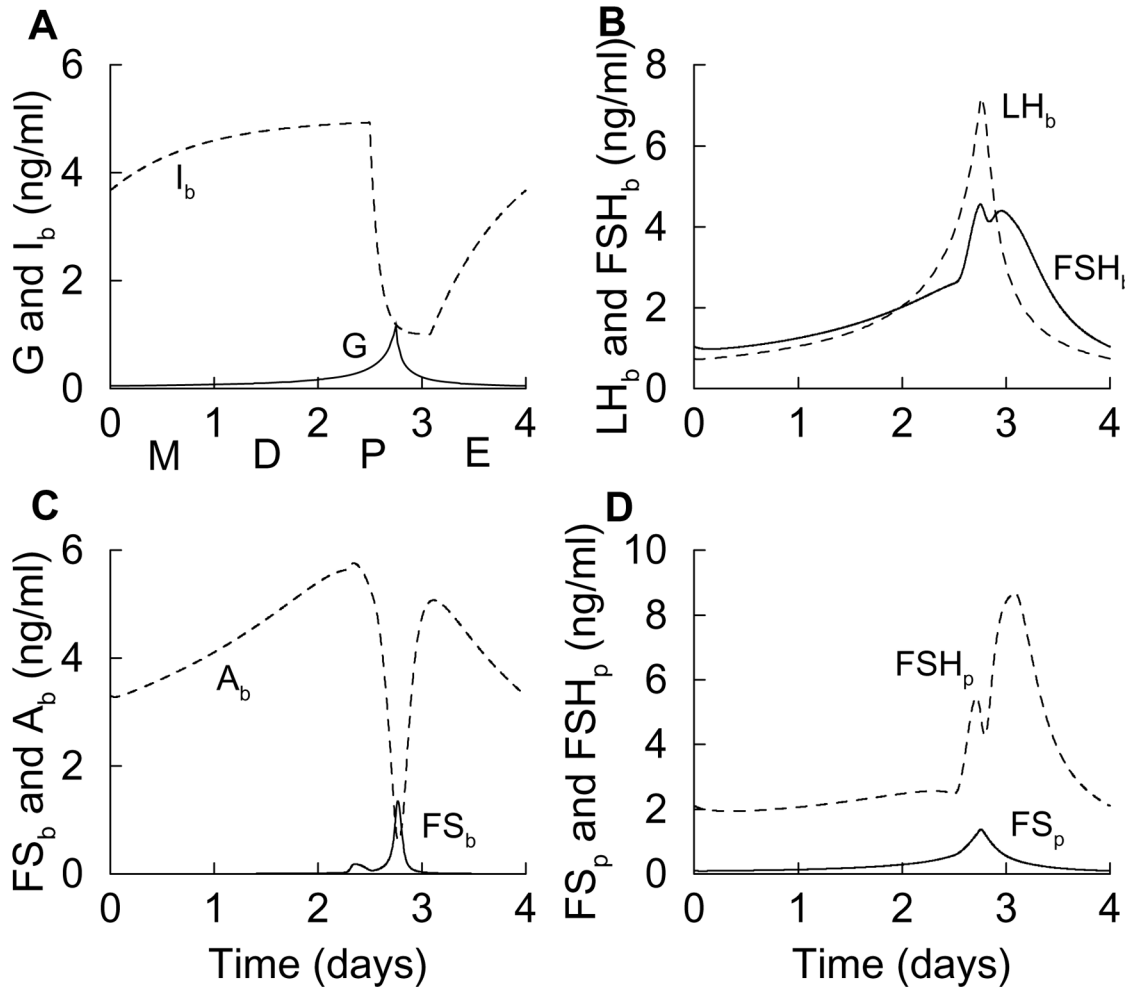 A
G and I_b (ng/ml)
6
4
2
0
I_b
G
0 1 2 3 4
M D P E
B
LH_b and FSH_b (ng/ml)
8
6
4
2
0
LH_b
FSH_b
0 1 2 3 4
C
FS_b and A_b (ng/ml)
6
4
2
0
A_b
FS_b
0 1 2 3 4
Time (days)
D
FS_p and FSH_p (ng/ml)
10
8
6
4
2
0
FSH_p
FS_p
0 1 2 3 4
Time (days)